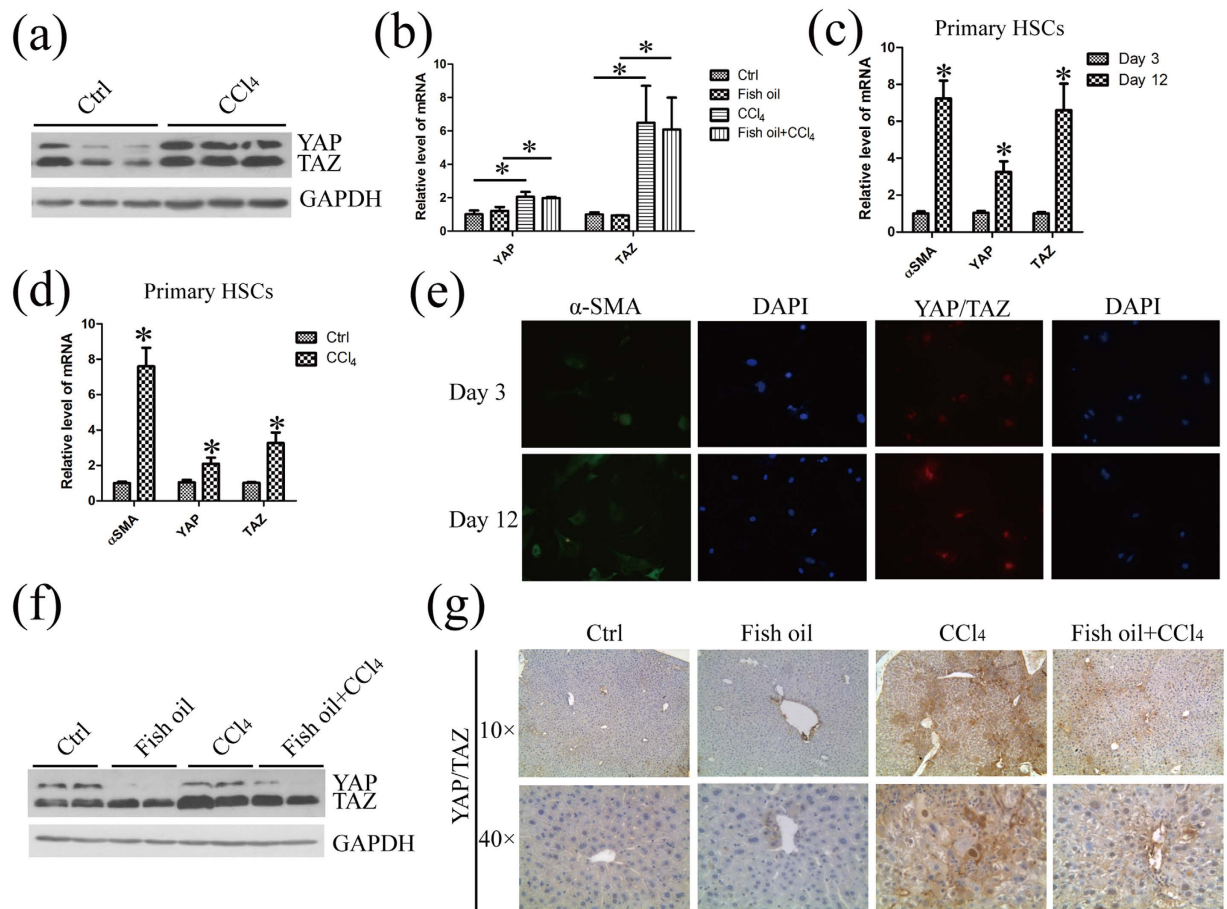 (a)
Ctrl CCl4
YAP
TAZ
GAPDH
(b)
Relative level of mRNA
10
8
6
4
2
0
* *
* *
YAP TAZ
Ctrl
Fish oil
CCl4
Fish oil+CCl4
(c)
Primary HSCs
Relative level of mRNA
10
8
6
4
2
0
* * *
αSMA YAP TAZ
Day 3
Day 12
(d)
Primary HSCs
Relative level of mRNA
10
8
6
4
2
0
* * *
αSMA YAP TAZ
Ctrl
CCl4
(e)
α-SMA DAPI YAP/TAZ DAPI
Day 3
Day 12
(f)
Ctrl Fish oil CCl4 Fish oil+CCl4
YAP
TAZ
GAPDH
(g)
Ctrl Fish oil CCl4 Fish oil+CCl4
YAP/TAZ
10×
40×